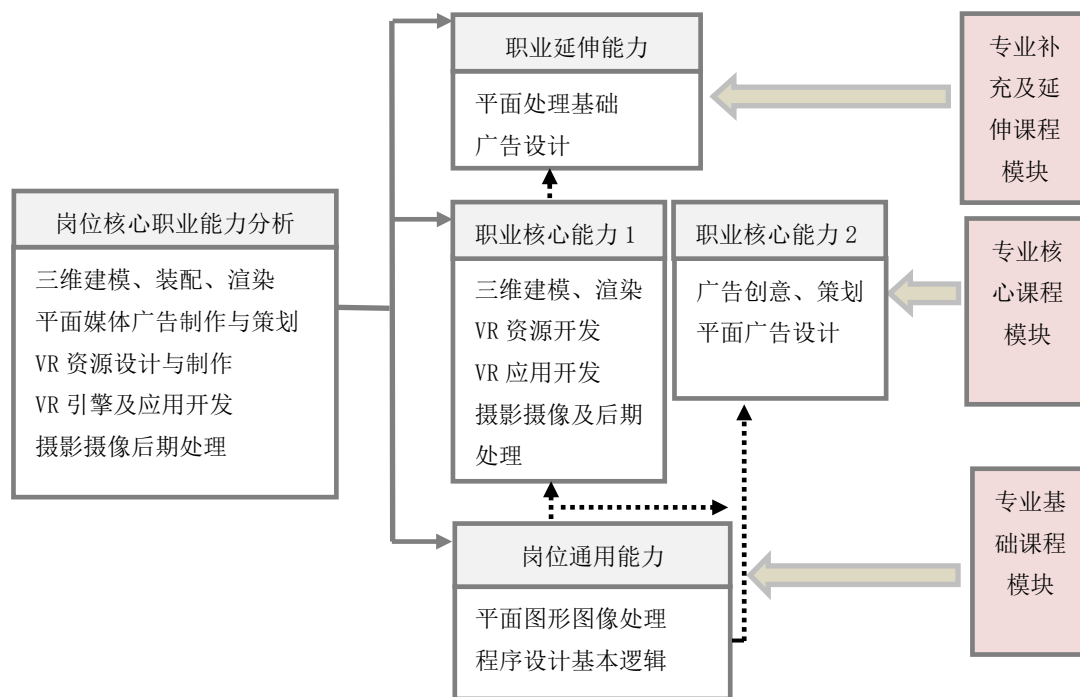 职业延伸能力
平面处理基础
广告设计
专业补
充及延
伸课程
模块
岗位核心职业能力分析
三维建模、装配、渲染
平面媒体广告制作与策划
VR 资源设计与制作
VR 引擎及应用开发
摄影摄像后期处理
职业核心能力 1
三维建模、渲染
VR 资源开发
VR 应用开发
摄影摄像及后期
处理
职业核心能力 2
广告创意、策划
平面广告设计
专业核
心课程
模块
岗位通用能力
平面图形图像处理
程序设计基本逻辑
专业基
础课程
模块